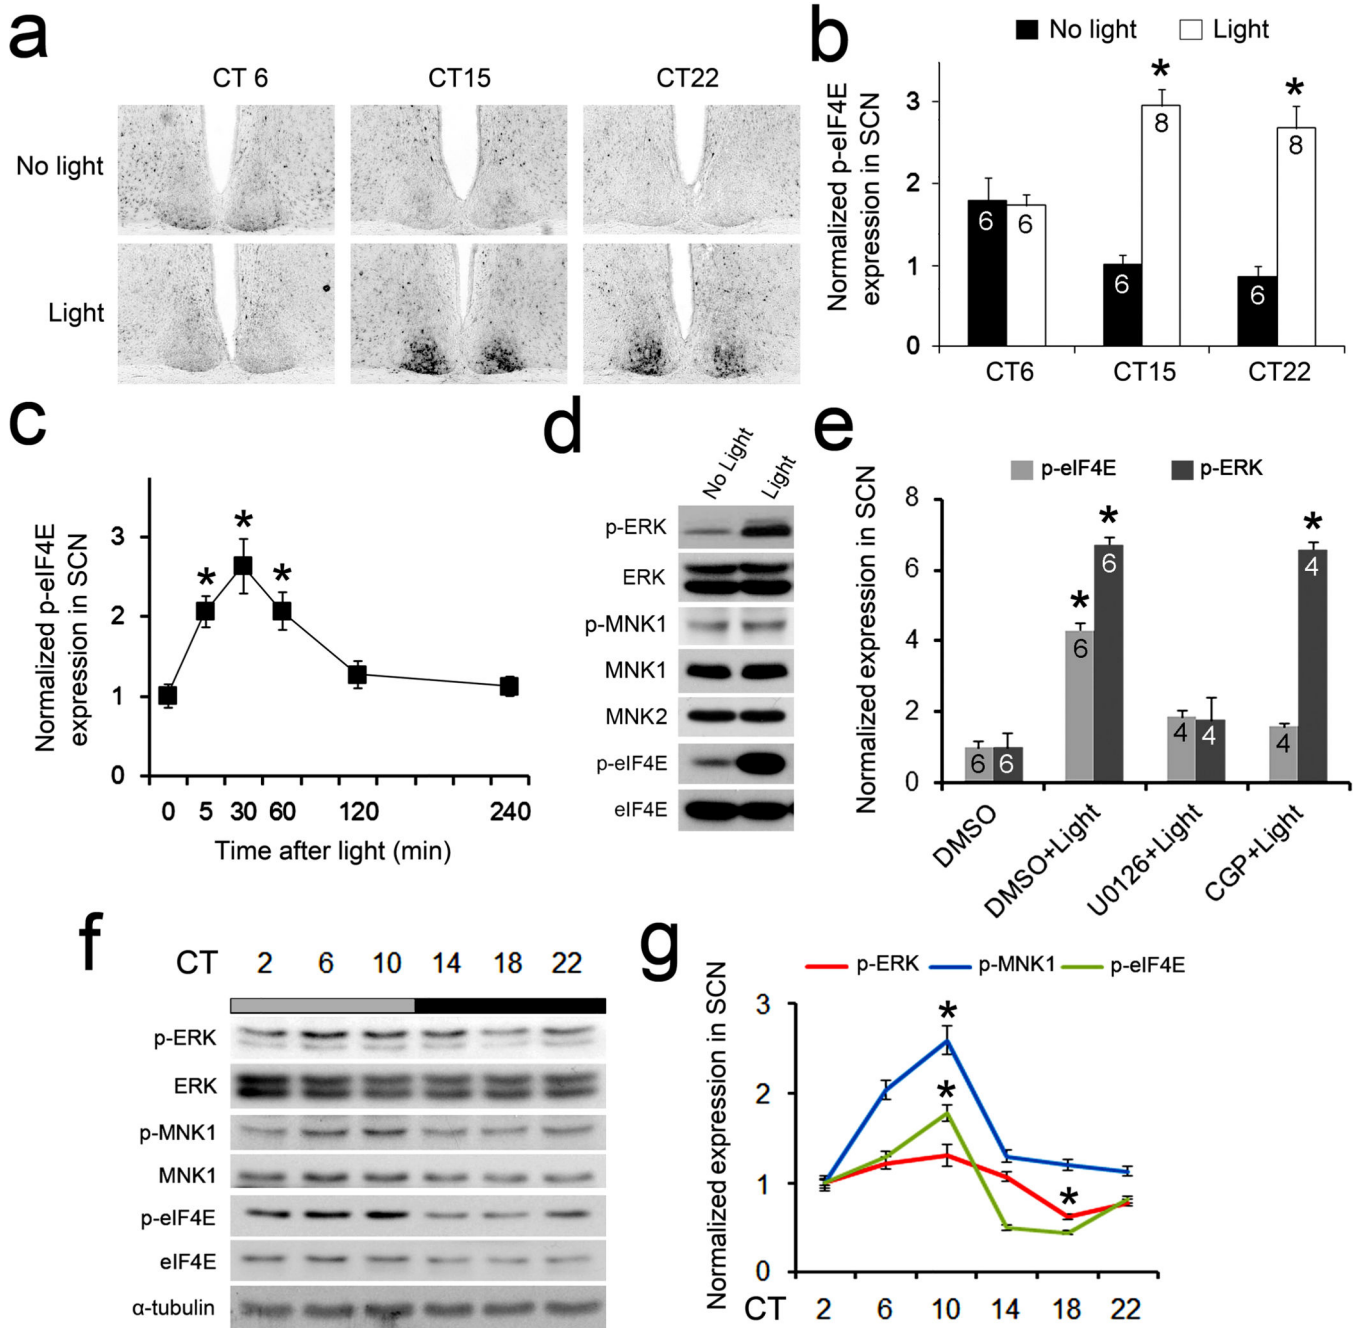 a
CT 6 CT15 CT22
No light
Light
b
No light Light
Normalized p-eIF4E
expression in SCN
3
2
1
0
* *
6 6 6 8 6 8
CT6 CT15 CT22
c
Normalized p-eIF4E
expression in SCN
3
2
1
0
* * *
0 5 30 60 120 240
Time after light (min)
d
No Light Light
p-ERK
ERK
p-MNK1
MNK1
MNK2
p-eIF4E
eIF4E
e
p-eIF4E p-ERK
Normalized expression in SCN
8
6
4
2
0
* * *
6 6 6 6 4 4 4 4
DMSO
DMSO+Light
U0126+Light
CGP+Light
f
CT 2 6 10 14 18 22
p-ERK
ERK
p-MNK1
MNK1
p-eIF4E
eIF4E
α-tubulin
g
p-ERK p-MNK1 p-eIF4E
Normalized expression in SCN
3
2
1
0
* * *
CT 2 6 10 14 18 22